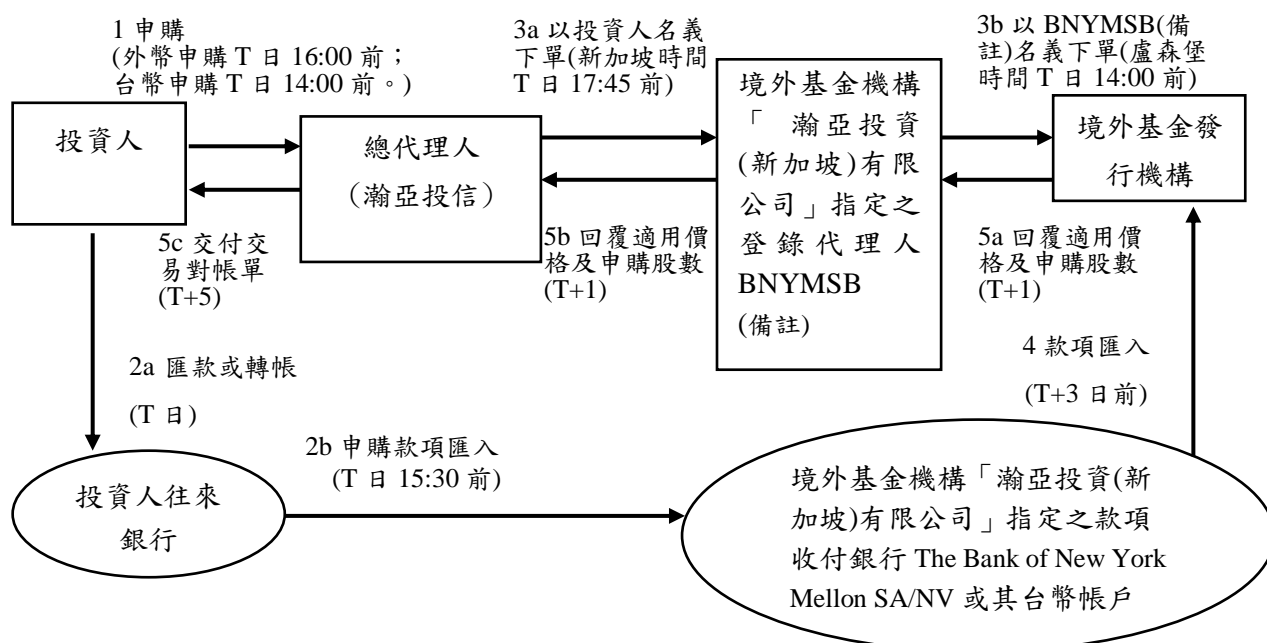 1 申購
(外幣申購 T 日 16:00 前；
台幣申購 T 日 14:00 前。)
3a 以投資人名義
下單(新加坡時間
T 日 17:45 前)
3b 以 BNYMSB(備
註)名義下單(盧森堡
時間 T 日 14:00 前)
投資人
總代理人
（瀚亞投信）
境外基金機構
「 瀚亞投資
(新加坡)有限
公司」指定之
登錄代理人
BNYMSB
(備註)
境外基金發
行機構
5c 交付交
易對帳單
(T+5)
5b 回覆適用價
格及申購股數
(T+1)
5a 回覆適用價
格及申購股數
(T+1)
2a 匯款或轉帳
(T 日)
4 款項匯入
(T+3 日前)
2b 申購款項匯入
(T 日 15:30 前)
投資人往來
銀行
境外基金機構「瀚亞投資(新
加坡)有限公司」指定之款項
收付銀行 The Bank of New York
Mellon SA/NV 或其台幣帳戶